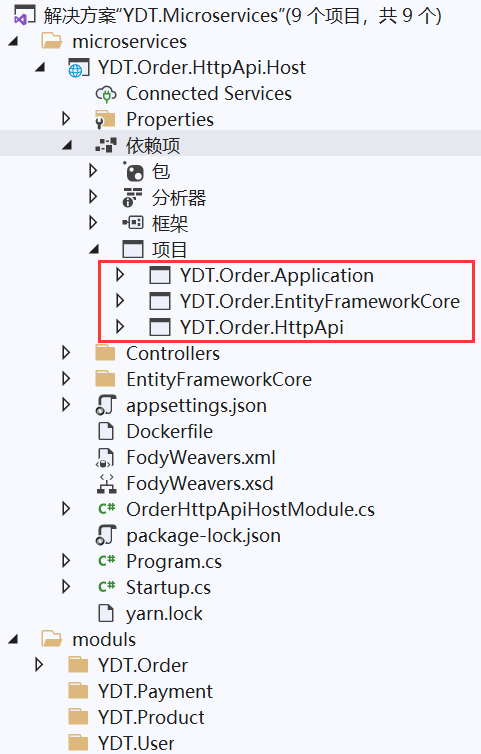 解决方案“YDT.Microservices”(9 个项目，共 9 个)
microservices
YDT.Order.HttpApi.Host
Connected Services
Properties
依赖项
包
分析器
框架
项目
YDT.Order.Application
YDT.Order.EntityFrameworkCore
YDT.Order.HttpApi
Controllers
EntityFrameworkCore
appsettings.json
Dockerfile
FodyWeavers.xml
FodyWeavers.xsd
C# OrderHttpApiHostModule.cs
package-lock.json
C# Program.cs
C# Startup.cs
yarn.lock
moduls
YDT.Order
YDT.Payment
YDT.Product
YDT.User